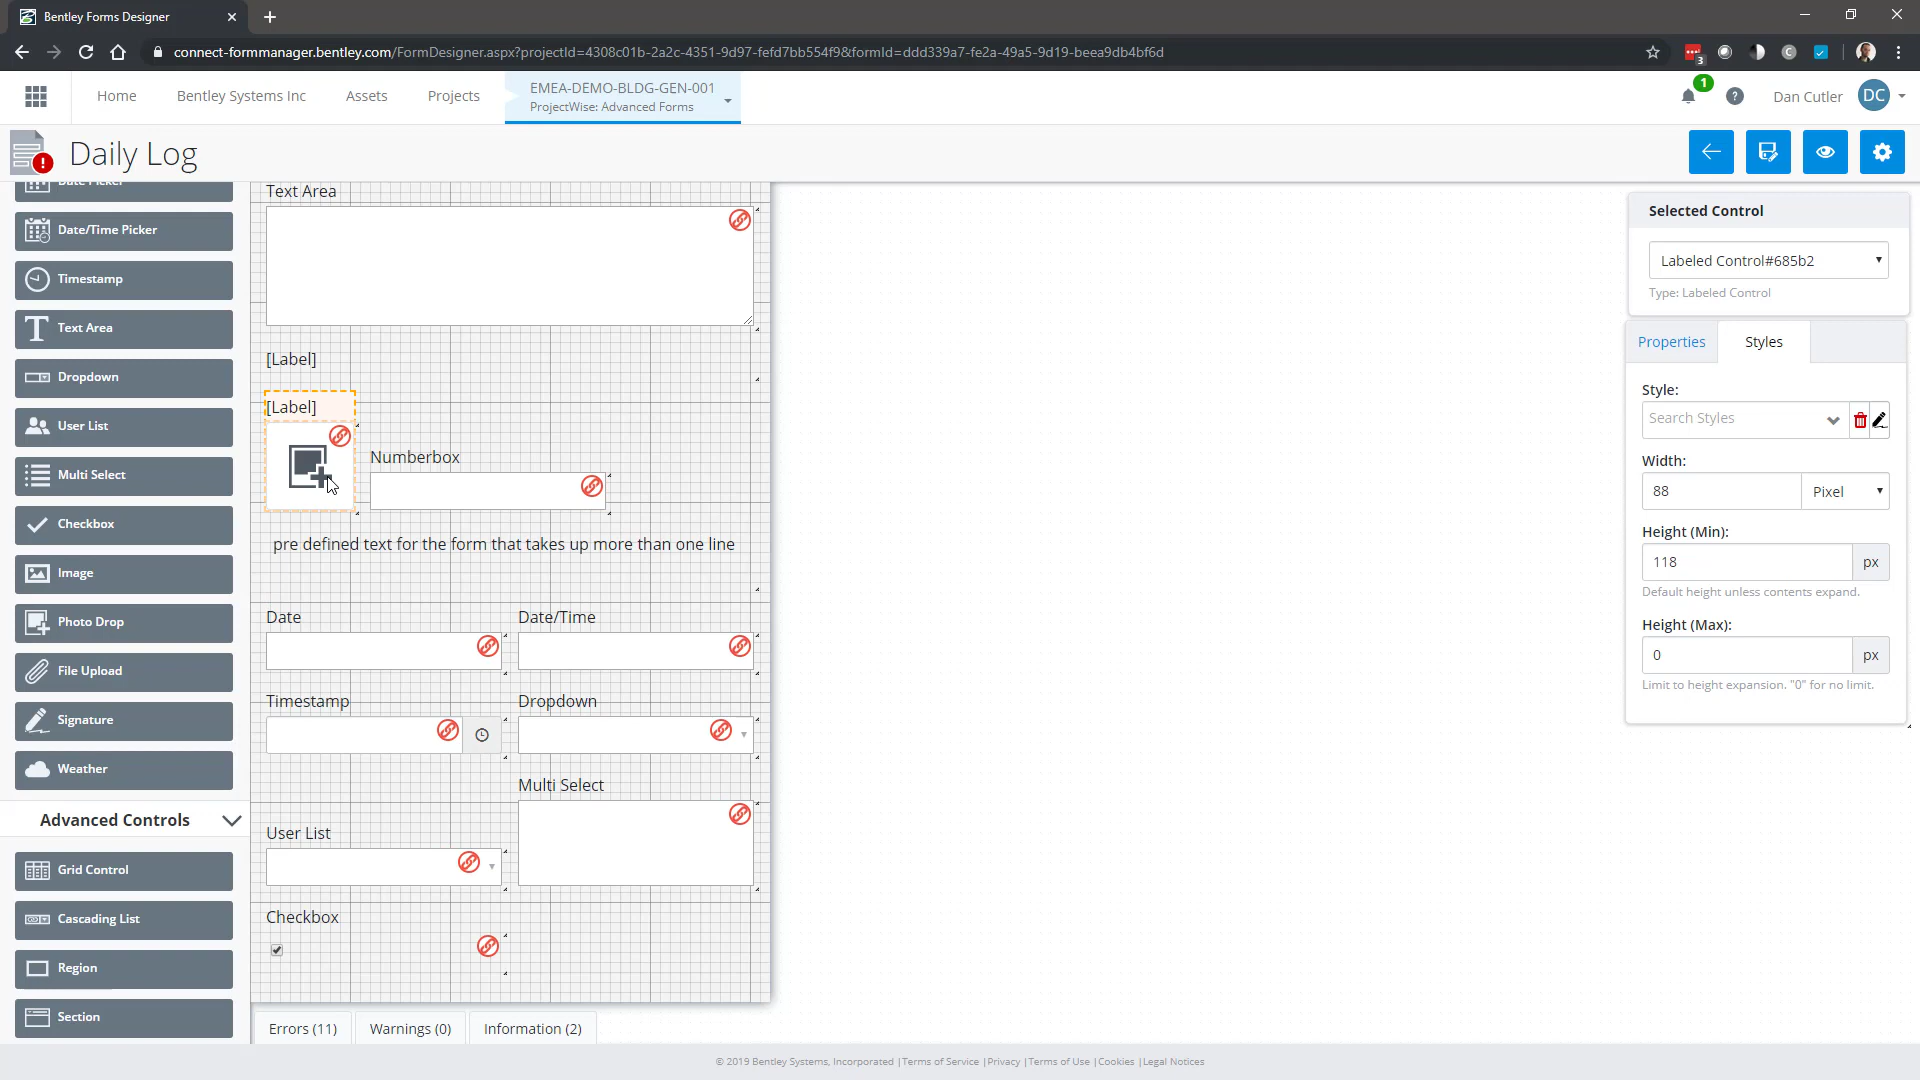 Bentley Forms Designer
connect-formmanager.bentley.com/FormDesigner.aspx?projectId=4308c01b-2a2c-4351-9d97-fefd7bb554f9&formId=ddd339a7-fe2a-49a5-9d19-beea9db4bf6d
3
C
Home
Bentley Systems Inc
Assets
Projects
EMEA-DEMO-BLDG-GEN-001
ProjectWise: Advanced Forms
1
Dan Cutler
DC
Daily Log
Date Picker
Date/Time Picker
Timestamp
Text Area
Dropdown
User List
Multi Select
Checkbox
Image
Photo Drop
File Upload
Signature
Weather
Advanced Controls
Grid Control
Cascading List
Region
Section
Text Area
[Label]
[Label]
Numberbox
pre defined text for the form that takes up more than one line
Date
Date/Time
Timestamp
Dropdown
Multi Select
User List
Checkbox
Errors (11)
Warnings (0)
Information (2)
Selected Control
Labeled Control#685b2
Type: Labeled Control
Properties
Styles
Style:
Search Styles
Width:
88
Pixel
Height (Min):
118
px
Default height unless contents expand.
Height (Max):
0
px
Limit to height expansion. "0" for no limit.
© 2019 Bentley Systems, Incorporated |Terms of Service |Privacy |Terms of Use |Cookies |Legal Notices